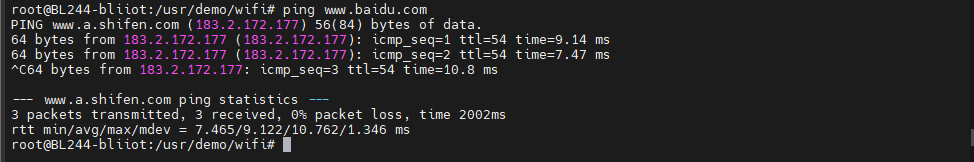 root@BL244-bliiot:/usr/demo/wifi# ping www.baidu.com
PING www.a.shifen.com (183.2.172.177) 56(84) bytes of data.
64 bytes from 183.2.172.177 (183.2.172.177): icmp_seq=1 ttl=54 time=9.14 ms
64 bytes from 183.2.172.177 (183.2.172.177): icmp_seq=2 ttl=54 time=7.47 ms
^C64 bytes from 183.2.172.177: icmp_seq=3 ttl=54 time=10.8 ms
--- www.a.shifen.com ping statistics ---
3 packets transmitted, 3 received, 0% packet loss, time 2002ms
rtt min/avg/max/mdev = 7.465/9.122/10.762/1.346 ms
root@BL244-bliiot:/usr/demo/wifi#